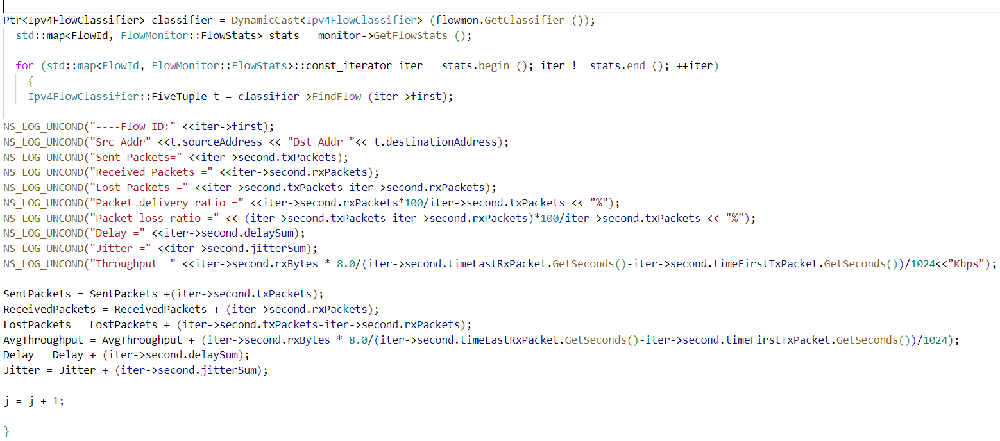 Ptr<Ipv4FlowClassifier> classifier = DynamicCast<Ipv4FlowClassifier> (flowmon.GetClassifier ());
std::map<FlowId, FlowMonitor::FlowStats> stats = monitor->GetFlowStats ();
for (std::map<FlowId, FlowMonitor::FlowStats>::const_iterator iter = stats.begin (); iter != stats.end (); ++iter)
{
Ipv4FlowClassifier::FiveTuple t = classifier->FindFlow (iter->first);
NS_LOG_UNCOND("----Flow ID:" <<iter->first);
NS_LOG_UNCOND("Src Addr" <<t.sourceAddress << "Dst Addr "<< t.destinationAddress);
NS_LOG_UNCOND("Sent Packets=" <<iter->second.txPackets);
NS_LOG_UNCOND("Received Packets =" <<iter->second.rxPackets);
NS_LOG_UNCOND("Lost Packets =" <<iter->second.txPackets-iter->second.rxPackets);
NS_LOG_UNCOND("Packet delivery ratio =" <<iter->second.rxPackets*100/iter->second.txPackets << "%");
NS_LOG_UNCOND("Packet loss ratio =" << (iter->second.txPackets-iter->second.rxPackets)*100/iter->second.txPackets << "%");
NS_LOG_UNCOND("Delay =" <<iter->second.delaySum);
NS_LOG_UNCOND("Jitter =" <<iter->second.jitterSum);
NS_LOG_UNCOND("Throughput =" <<iter->second.rxBytes * 8.0/(iter->second.timeLastRxPacket.GetSeconds()-iter->second.timeFirstTxPacket.GetSeconds())/1024<<"Kbps");
SentPackets = SentPackets +(iter->second.txPackets);
ReceivedPackets = ReceivedPackets + (iter->second.rxPackets);
LostPackets = LostPackets + (iter->second.txPackets-iter->second.rxPackets);
AvgThroughput = AvgThroughput + (iter->second.rxBytes * 8.0/(iter->second.timeLastRxPacket.GetSeconds()-iter->second.timeFirstTxPacket.GetSeconds())/1024);
Delay = Delay + (iter->second.delaySum);
Jitter = Jitter + (iter->second.jitterSum);
j = j + 1;
}